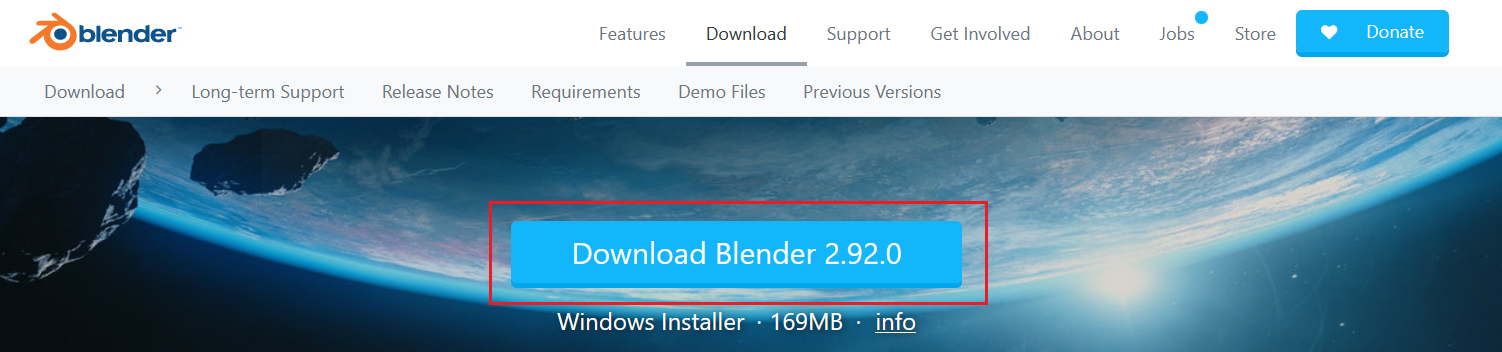 blender™ Features Download Support Get Involved About Jobs Store Donate
Download > Long-term Support Release Notes Requirements Demo Files Previous Versions
Download Blender 2.92.0
Windows Installer · 169MB · info